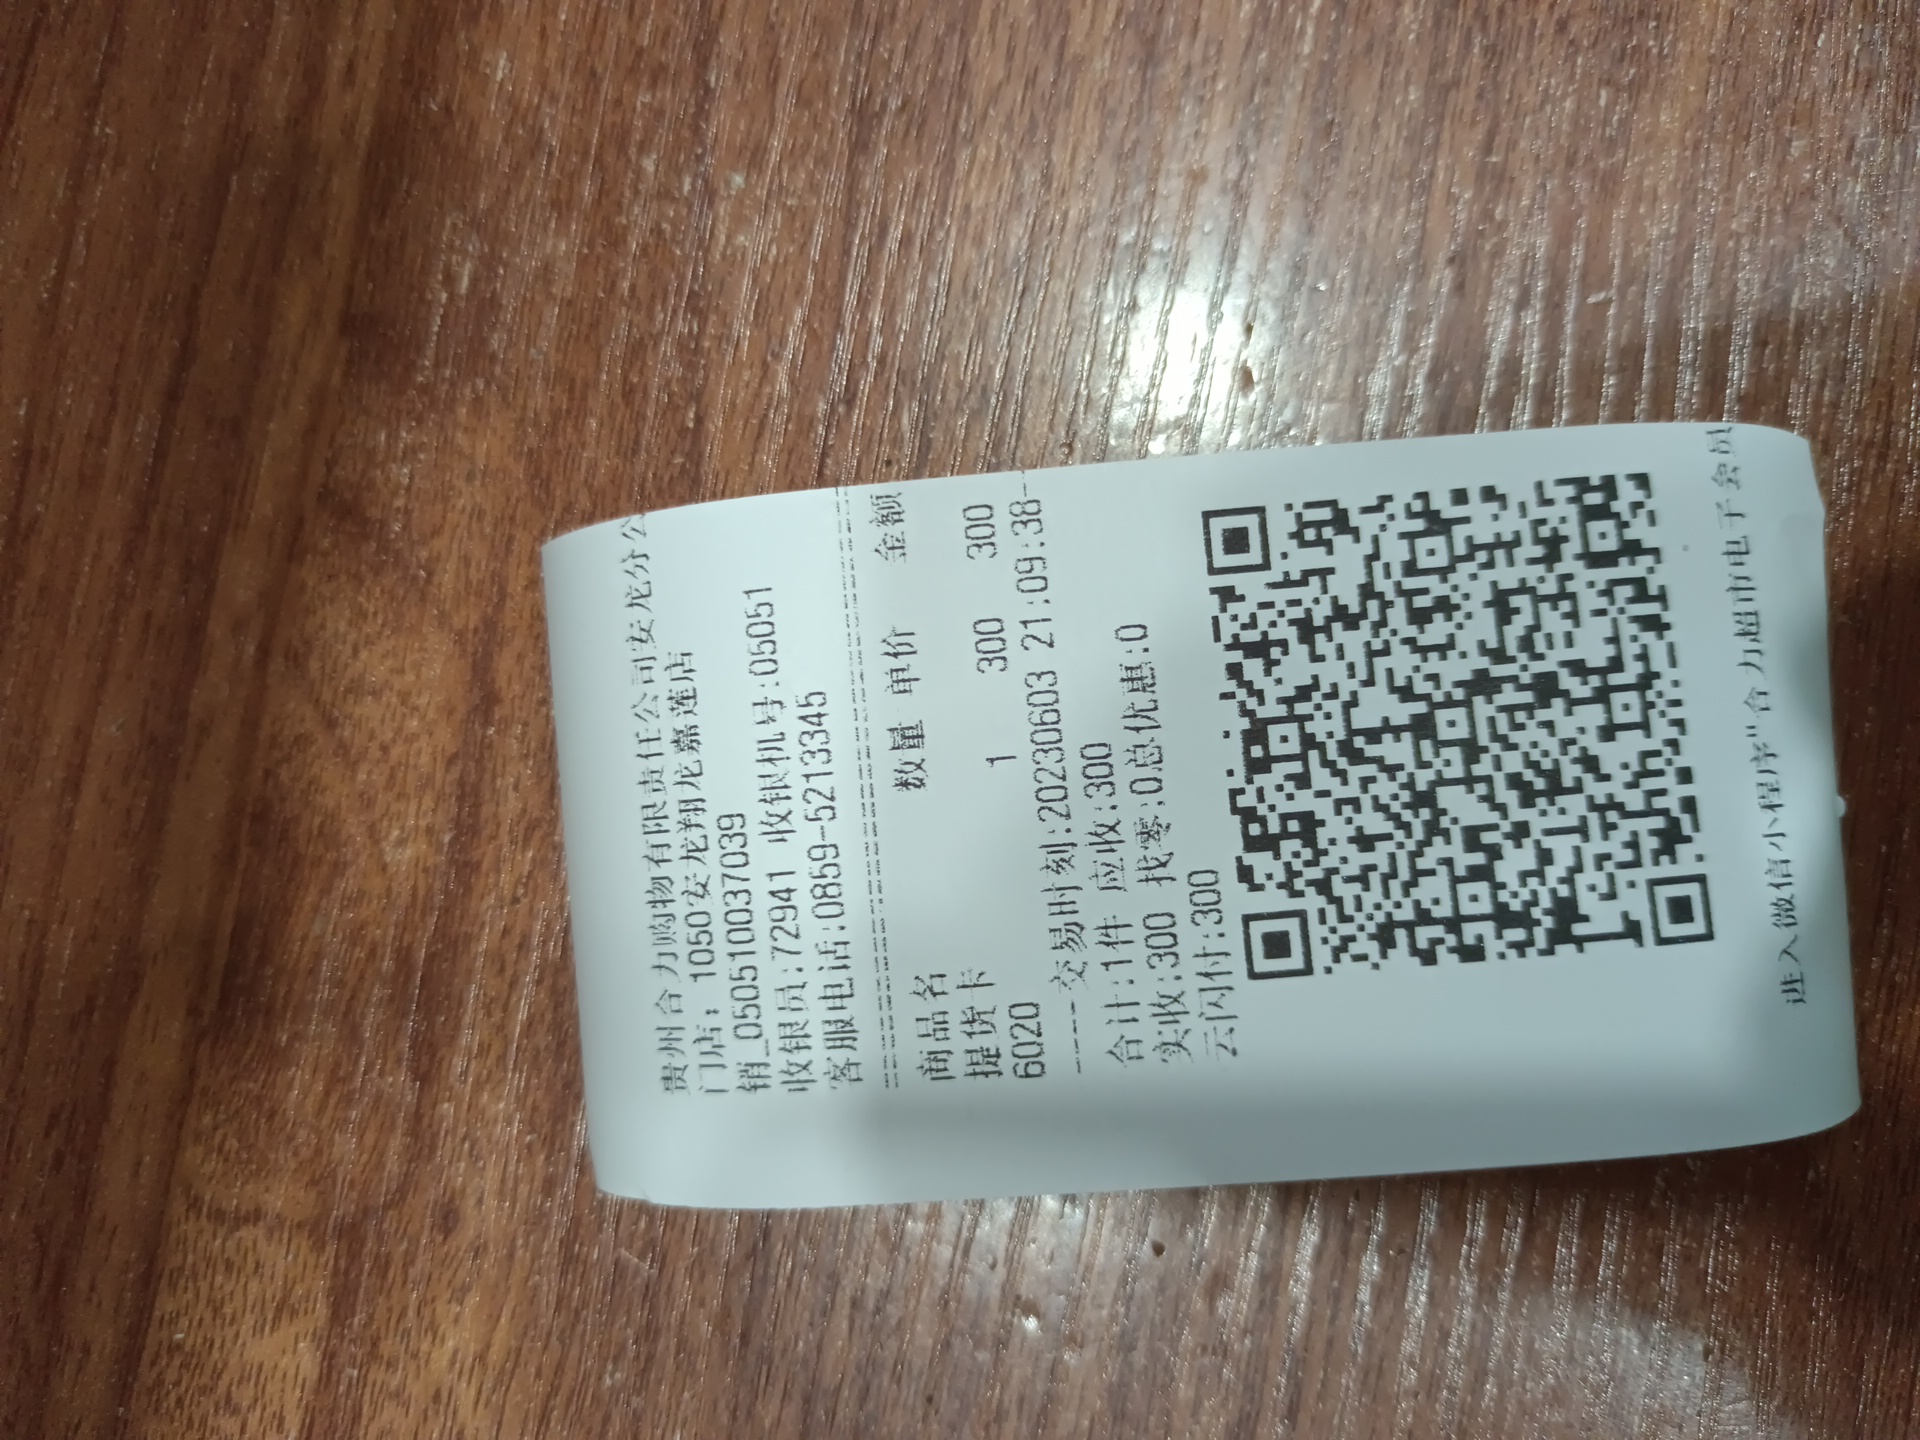 贵州合力购物有限责任公司安龙分公
门店: 1050安龙翔龙嘉莲店
销_050510037039
收银员:72941 收银机号:05051
客服电话:0859-5213345
商品名 数量 单价 金额
提货卡
6020 1 300 300
----交易时刻:20230603 21:09:38-
合计:1件 应收:300
实收:300 找零:0总优惠:0
云闪付:300
进入微信小程序"合力超市电子会员